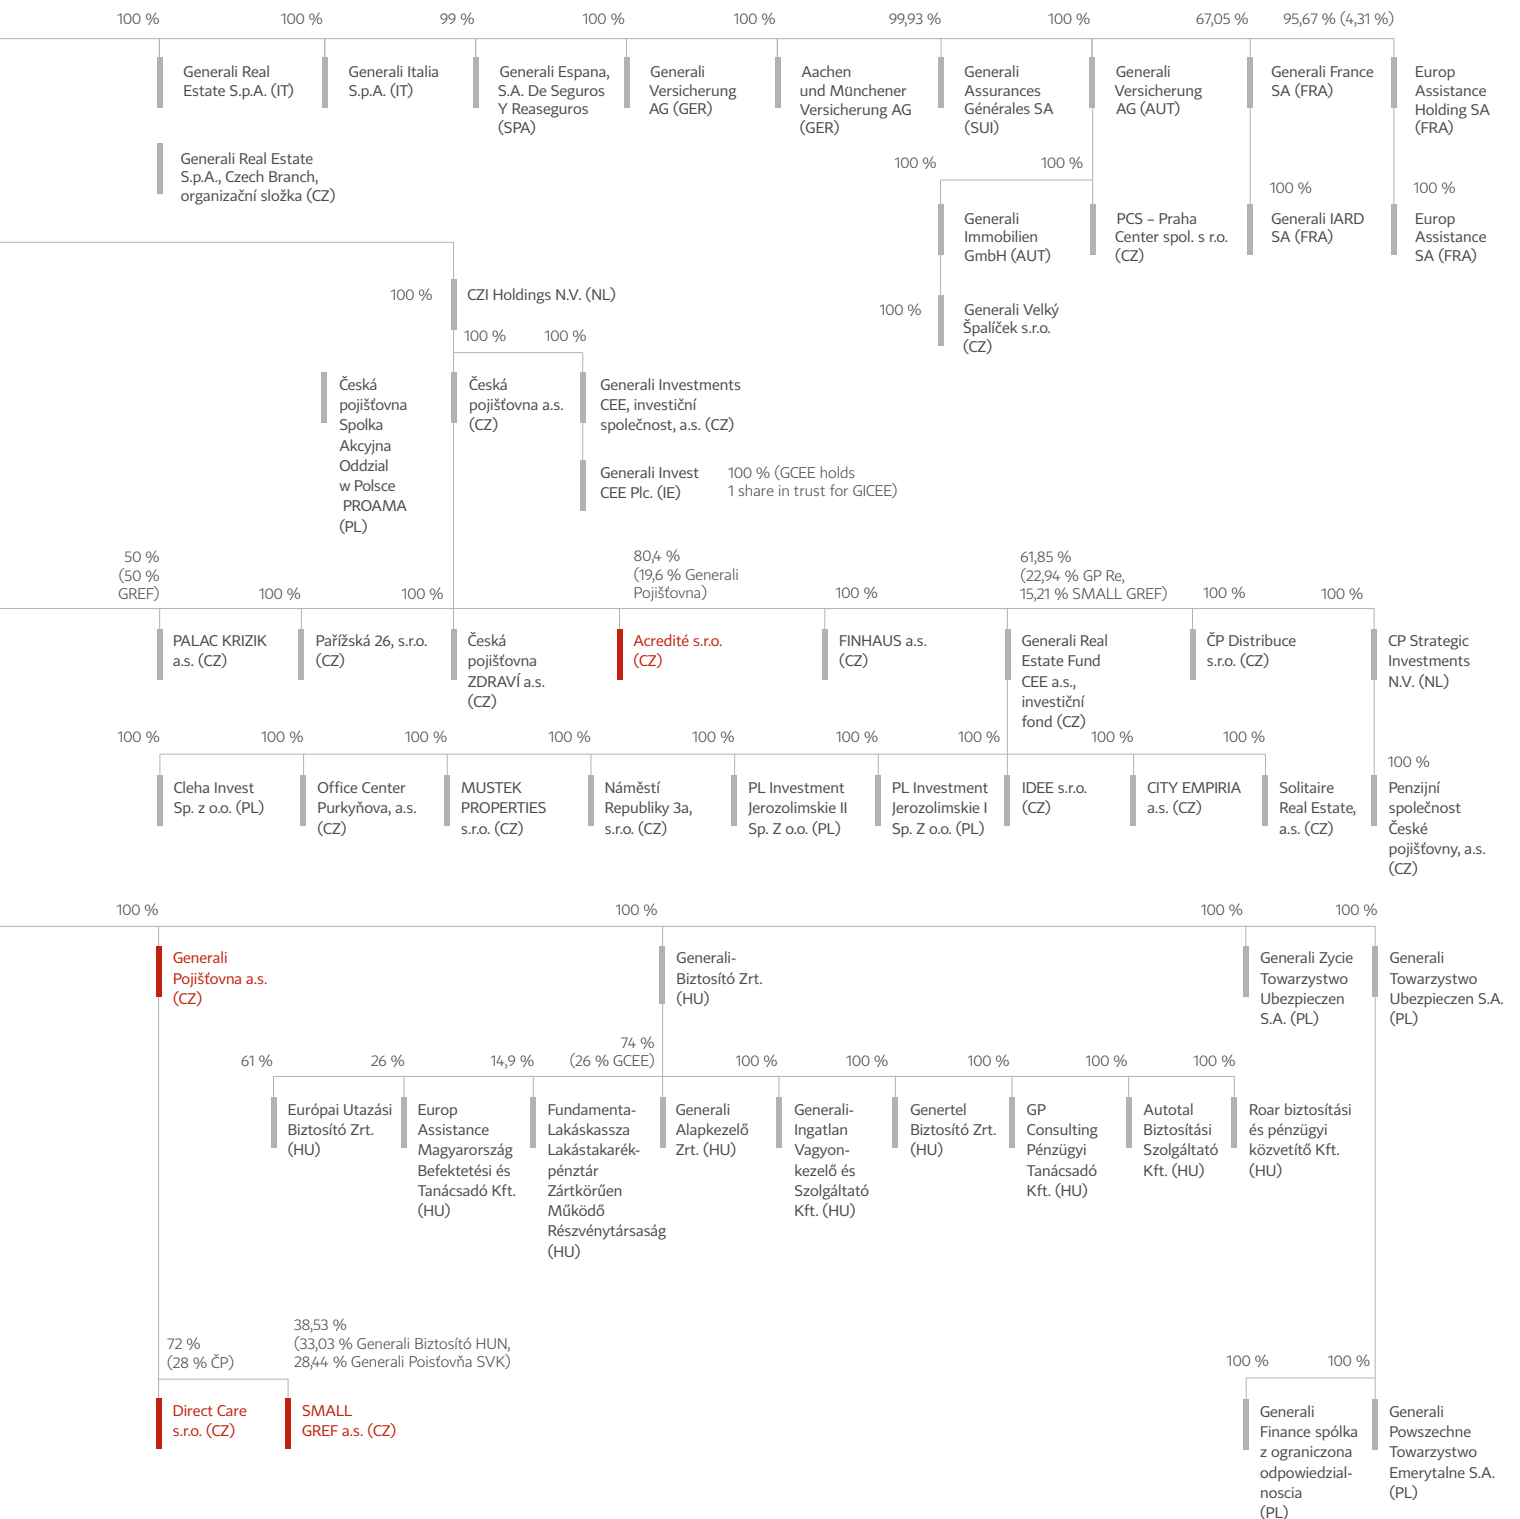 100 %
100 %
99 %
100 %
100 %
99,93 %
100 %
67,05 %
95,67 % (4,31 %)
Generali Real
Estate S.p.A. (IT)
Generali Italia
S.p.A. (IT)
Generali Espana,
S.A. De Seguros
Y Reaseguros
(SPA)
Generali
Versicherung
AG (GER)
Aachen
und Münchener
Versicherung AG
(GER)
Generali
Assurances
Générales SA
(SUI)
Generali
Versicherung
AG (AUT)
Generali France
SA (FRA)
Europ
Assistance
Holding SA
(FRA)
Generali Real Estate
S.p.A., Czech Branch,
organizační složka (CZ)
100 %
100 %
100 %
100 %
Generali
Immobilien
GmbH (AUT)
PCS – Praha
Center spol. s r.o.
(CZ)
Generali IARD
SA (FRA)
Europ
Assistance
SA (FRA)
100 %
CZI Holdings N.V. (NL)
100 %
Generali Velký
Špalíček s.r.o.
(CZ)
100 %
100 %
Česká
pojišťovna
Spolka
Akcyjna
Oddzial
w Polsce
PROAMA
(PL)
Česká
pojišťovna a.s.
(CZ)
Generali Investments
CEE, investiční
společnost, a.s. (CZ)
Generali Invest
CEE Plc. (IE)
100 % (GCEE holds
1 share in trust for GICEE)
50 %
(50 %
GREF)
100 %
100 %
80,4 %
(19,6 % Generali
Pojišťovna)
100 %
61,85 %
(22,94 % GP Re,
15,21 % SMALL GREF)
100 %
100 %
PALAC KRIZIK
a.s. (CZ)
Pařížská 26, s.r.o.
(CZ)
Česká
pojišťovna
ZDRAVÍ a.s.
(CZ)
Acredité s.r.o.
(CZ)
FINHAUS a.s.
(CZ)
Generali Real
Estate Fund
CEE a.s.,
investiční
fond (CZ)
ČP Distribuce
s.r.o. (CZ)
CP Strategic
Investments
N.V. (NL)
100 %
100 %
100 %
100 %
100 %
100 %
100 %
100 %
100 %
100 %
Cleha Invest
Sp. z o.o. (PL)
Office Center
Purkyňova, a.s.
(CZ)
MUSTEK
PROPERTIES
s.r.o. (CZ)
Náměstí
Republiky 3a,
s.r.o. (CZ)
PL Investment
Jerozolimskie II
Sp. Z o.o. (PL)
PL Investment
Jerozolimskie I
Sp. Z o.o. (PL)
IDEE s.r.o.
(CZ)
CITY EMPIRIA
a.s. (CZ)
Solitaire
Real Estate,
a.s. (CZ)
Penzijní
společnost
České
pojišťovny, a.s.
(CZ)
100 %
100 %
100 %
100 %
Generali
Pojišťovna a.s.
(CZ)
Generali-
Biztosító Zrt.
(HU)
Generali Zycie
Towarzystwo
Ubezpieczen
S.A. (PL)
Generali
Towarzystwo
Ubezpieczen S.A.
(PL)
61 %
26 %
14,9 %
74 %
(26 % GCEE)
100 %
100 %
100 %
100 %
100 %
Európai Utazási
Biztosító Zrt.
(HU)
Europ
Assistance
Magyarország
Befektetési és
Tanácsadó Kft.
(HU)
Fundamenta-
Lakáskassza
Lakástakarék-
pénztár
Zártkörűen
Működő
Részvénytársaság
(HU)
Generali
Alapkezelő
Zrt. (HU)
Generali-
Ingatlan
Vagyon-
kezelő és
Szolgáltató
Kft. (HU)
Genertel
Biztosító Zrt.
(HU)
GP
Consulting
Pénzügyi
Tanácsadó
Kft. (HU)
Autotal
Biztosítási
Szolgáltató
Kft. (HU)
Roar biztosítási
és pénzügyi
közvetítő Kft.
(HU)
72 %
(28 % ČP)
38,53 %
(33,03 % Generali Biztosító HUN,
28,44 % Generali Poisťovňa SVK)
100 %
100 %
Direct Care
s.r.o. (CZ)
SMALL
GREF a.s. (CZ)
Generali
Finance spólka
z ograniczona
odpowiedzial-
noscia
(PL)
Generali
Powszechne
Towarzystwo
Emerytalne S.A.
(PL)